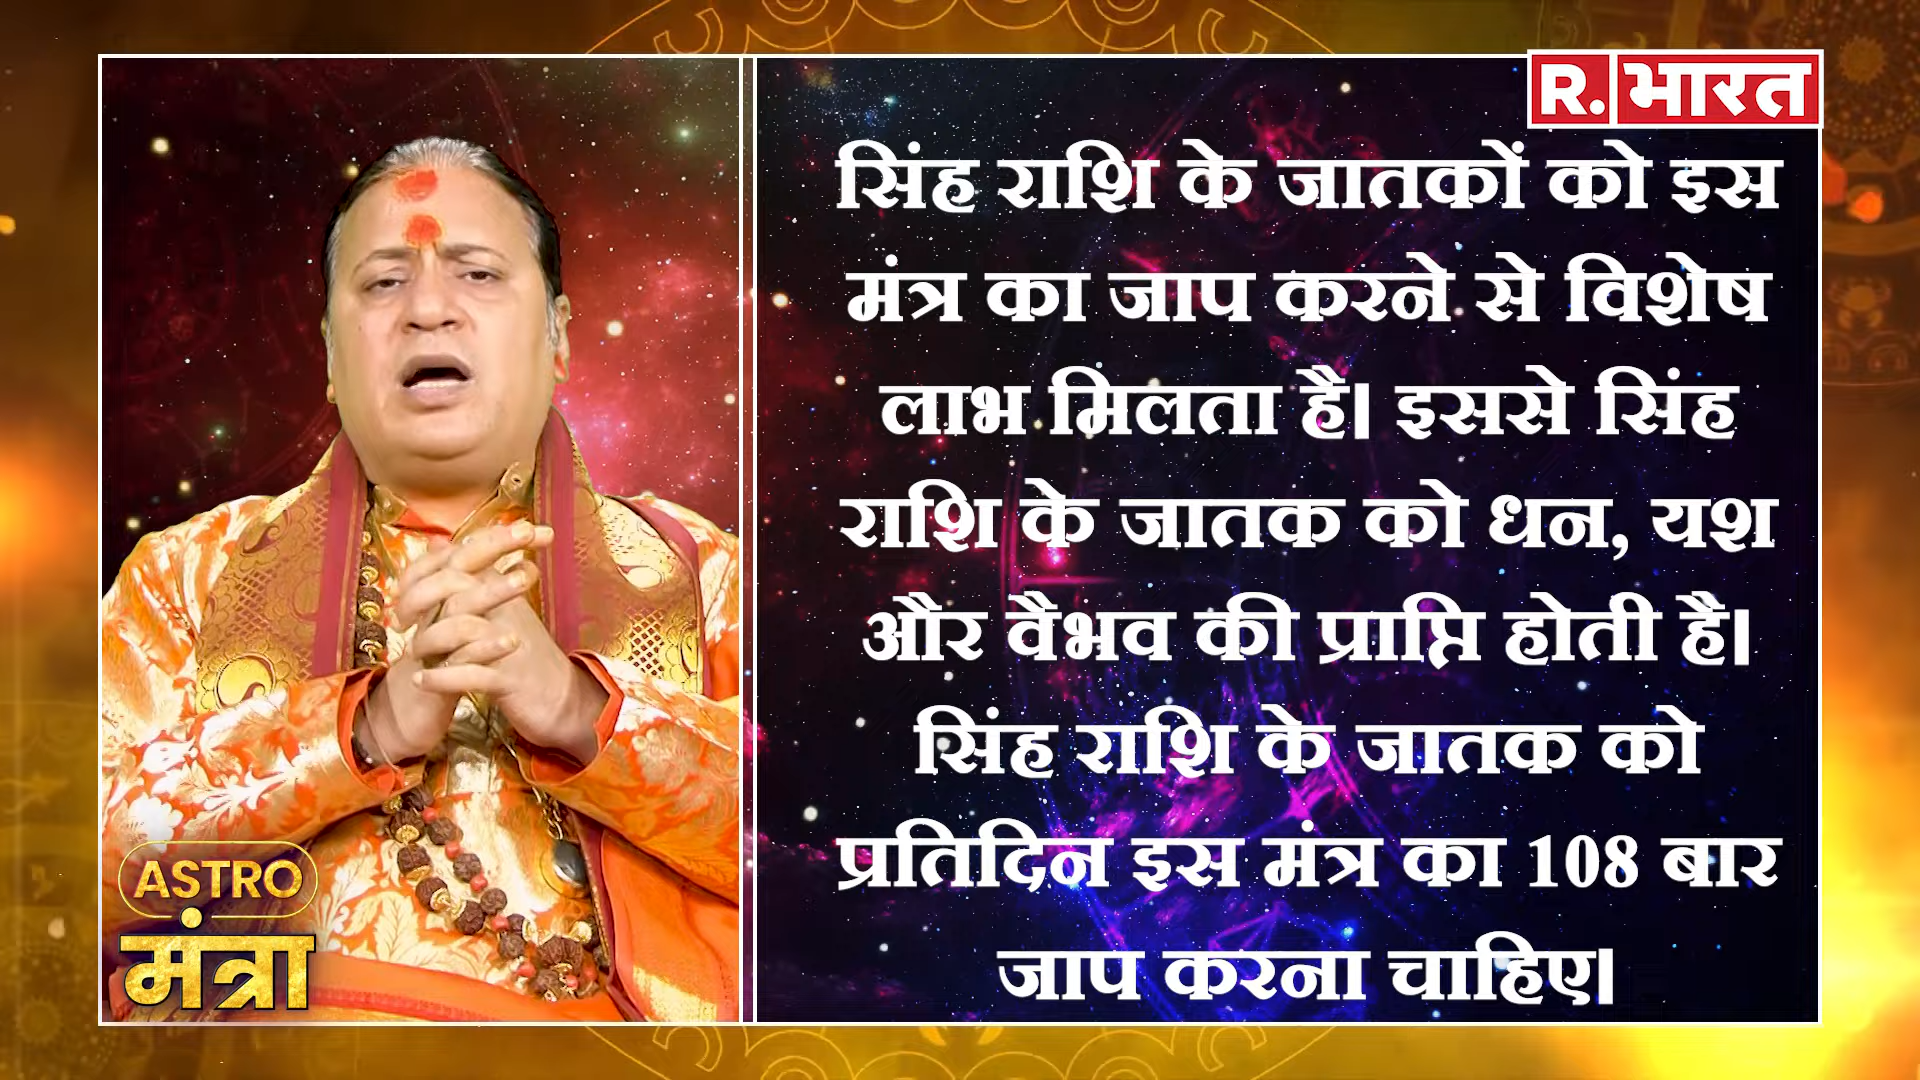 R. भारत
सिंह राशि के जातकों को इस
मंत्र का जाप करने से विशेष
लाभ मिलता है। इससे सिंह
राशि के जातक को धन, यश
और वैभव की प्राप्ति होती है।
सिंह राशि के जातक को
प्रतिदिन इस मंत्र का 108 बार
जाप करना चाहिए।
ASTRO
मंत्रा